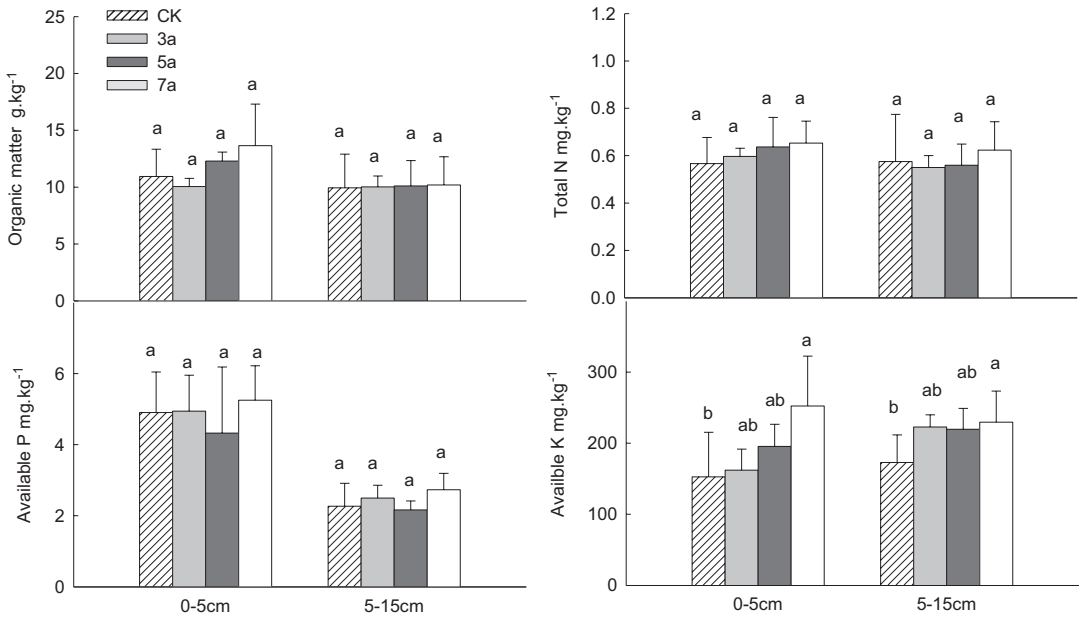 CK
3a
5a
7a
Organic matter g.kg-1
25
20
15
10
5
0
a
a
a
a
a
a
a
a
Total N mg.kg-1
1.2
1.0
0.8
0.6
0.4
0.2
0.0
a
a
a
a
a
a
a
a
Available P mg.kg-1
6
4
2
0
a
a
a
a
a
a
a
a
0-5cm
5-15cm
Availble K mg.kg-1
300
200
100
0
b
ab
ab
a
b
ab
ab
a
0-5cm
5-15cm